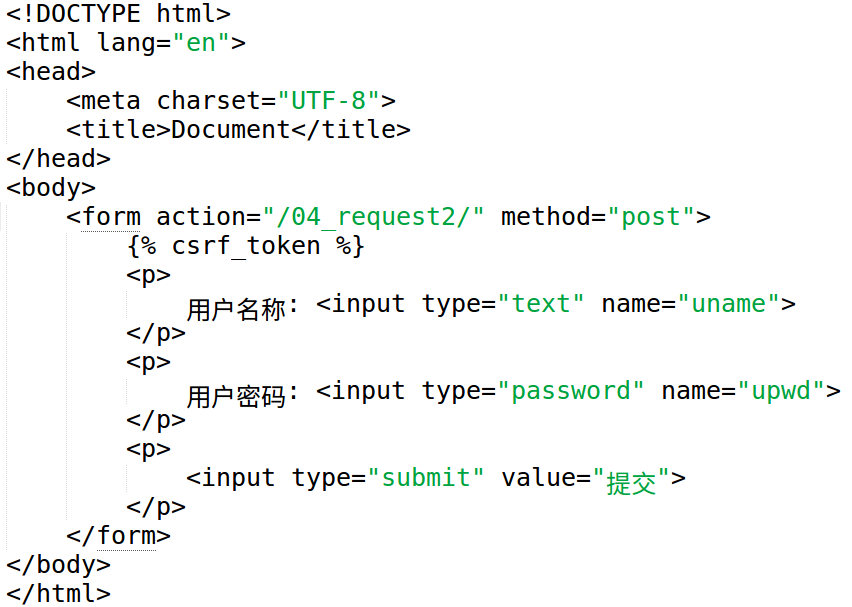 <!DOCTYPE html>
<html lang="en">
<head>
    <meta charset="UTF-8">
    <title>Document</title>
</head>
<body>
    <form action="/04_request2/" method="post">
        {% csrf_token %}
        <p>
            用户名称: <input type="text" name="uname">
        </p>
        <p>
            用户密码: <input type="password" name="upwd">
        </p>
        <p>
            <input type="submit" value="提交">
        </p>
    </form>
</body>
</html>